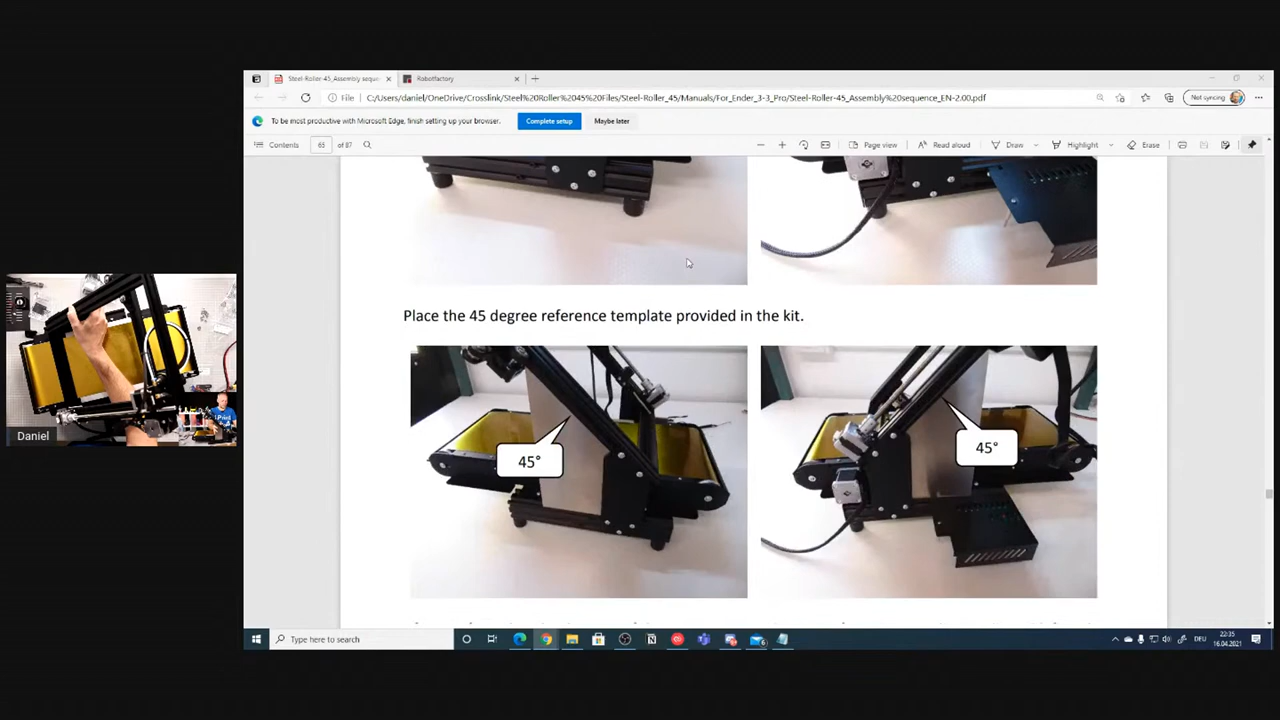 Steel-Roller-45_Assembly seque
Robotfactory
File
C:/Users/daniel/OneDrive/Crosslink/Steel%20Roller%2045%20Files/Steel-Roller_45/Manuals/For_Ender_3-3_Pro/Steel-Roller-45_Assembly%20sequence_EN-2.00.pdf
Not syncing
To be most productive with Microsoft Edge, finish setting up your browser.
Complete setup
Maybe later
Contents
65
of 87
Page view
Read aloud
Draw
Highlight
Erase
Place the 45 degree reference template provided in the kit.
45°
45°
Daniel
Type here to search
DEU
22:35
16.04.2021